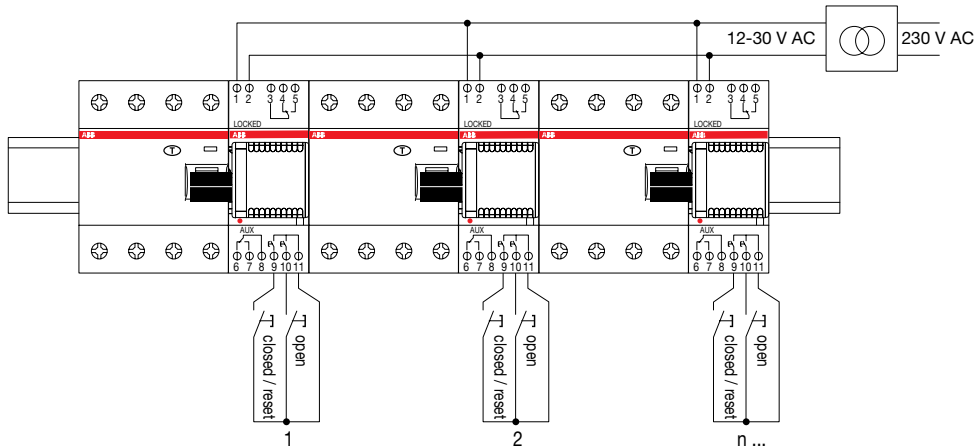 12-30 V AC 230 V AC
1 2 3 4 5 1 2 3 4 5 1 2 3 4 5
LOCKED LOCKED LOCKED
ABB ABB ABB ABB ABB ABB
T T T
AUX AUX AUX
6 7 8 9 10 11 6 7 8 9 10 11 6 7 8 9 10 11
closed / reset open closed / reset open closed / reset open
1 2 n ...